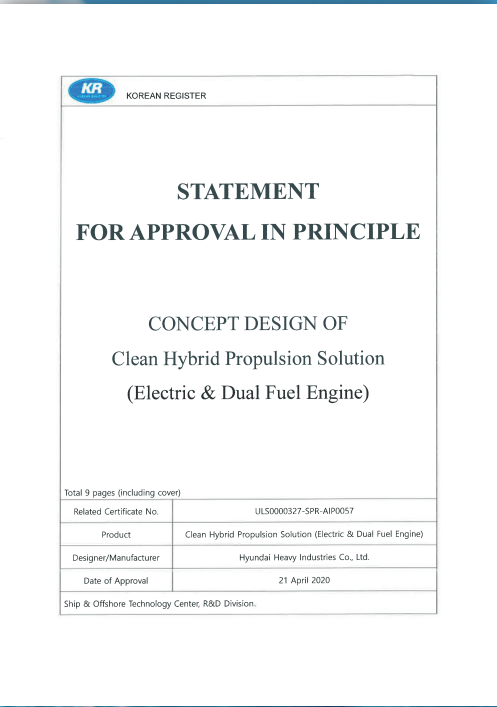 KR
KOREAN REGISTER
STATEMENT
FOR APPROVAL IN PRINCIPLE
CONCEPT DESIGN OF
Clean Hybrid Propulsion Solution
(Electric & Dual Fuel Engine)
Total 9 pages (including cover)
Related Certificate No. ULS0000327-SPR-AIP0057
Product Clean Hybrid Propulsion Solution (Electric & Dual Fuel Engine)
Designer/Manufacturer Hyundai Heavy Industries Co., Ltd.
Date of Approval 21 April 2020
Ship & Offshore Technology Center, R&D Division.